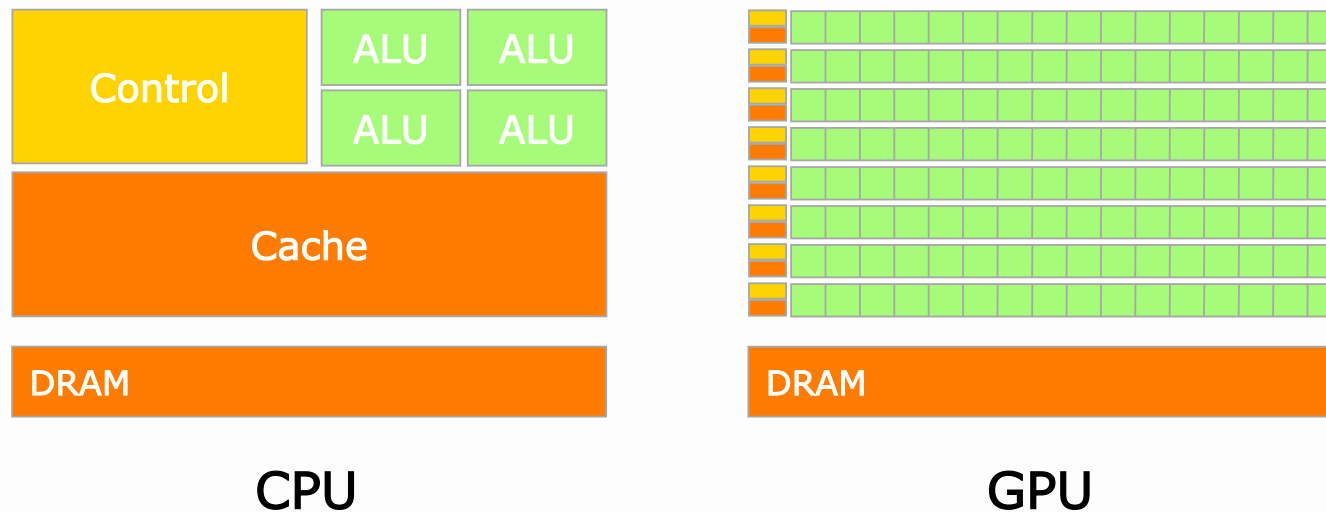 Control
ALU
ALU
ALU
ALU
Cache
DRAM
CPU
DRAM
GPU